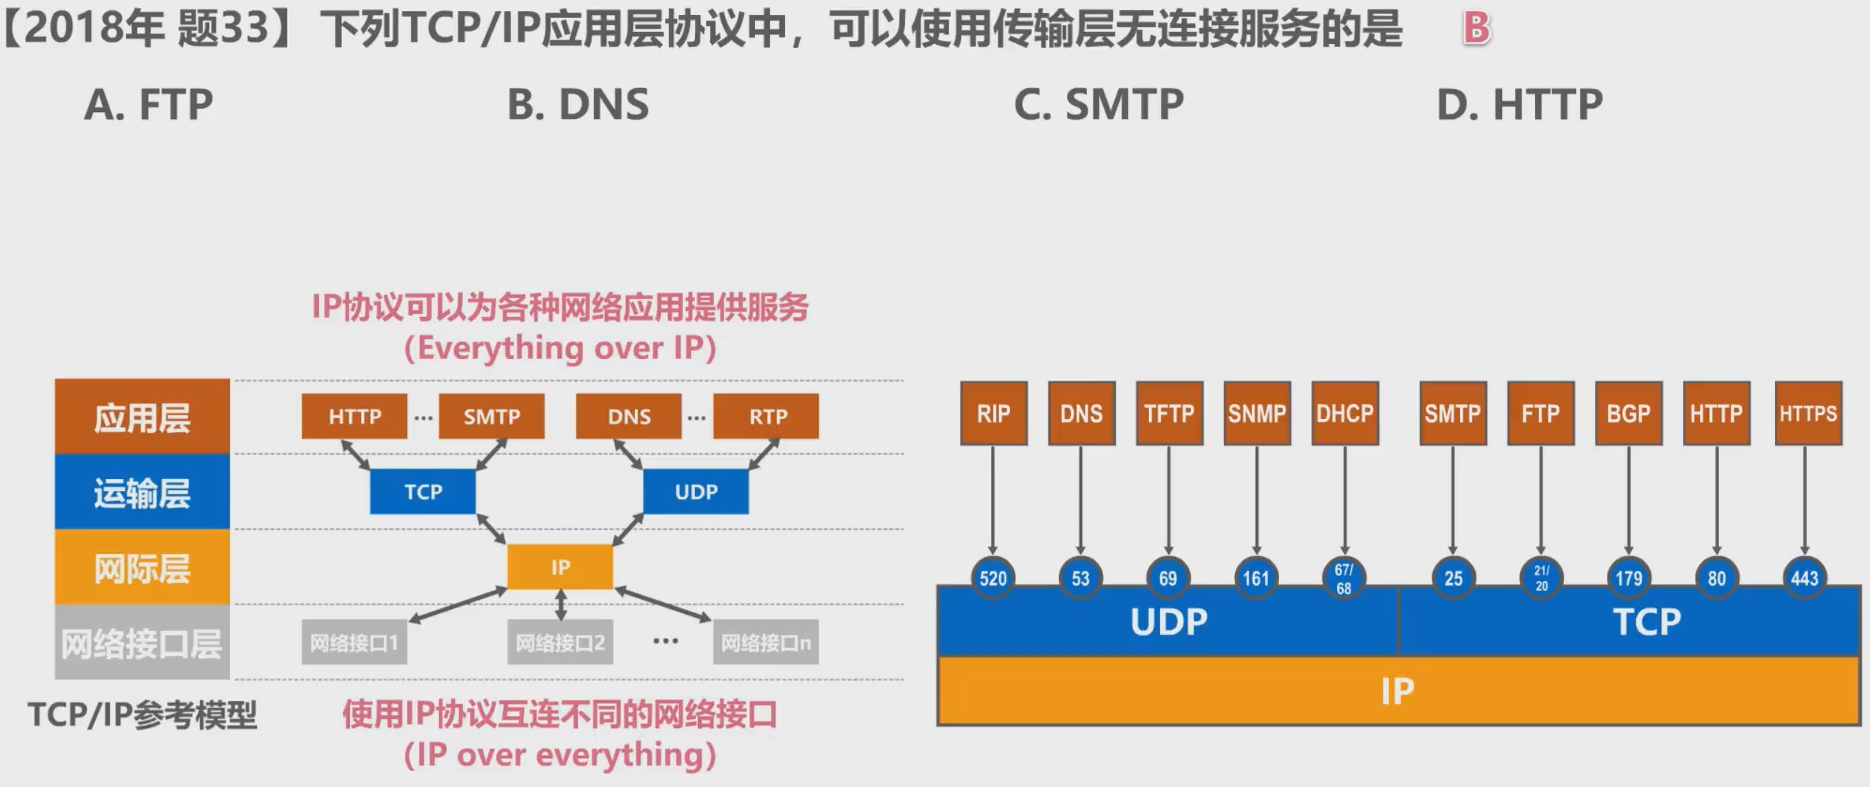 【2018年 题33】 下列TCP/IP应用层协议中，可以使用传输层无连接服务的是 B
A. FTP B. DNS C. SMTP D. HTTP
IP协议可以为各种网络应用提供服务
（Everything over IP）
应用层 HTTP ··· SMTP DNS ··· RTP
运输层 TCP UDP
网际层 IP
网络接口层 网络接口1 网络接口2 ··· 网络接口n
TCP/IP参考模型
使用IP协议互连不同的网络接口
（IP over everything）
RIP DNS TFTP SNMP DHCP SMTP FTP BGP HTTP HTTPS
520 53 69 161 67/68 25 21/20 179 80 443
UDP TCP
IP